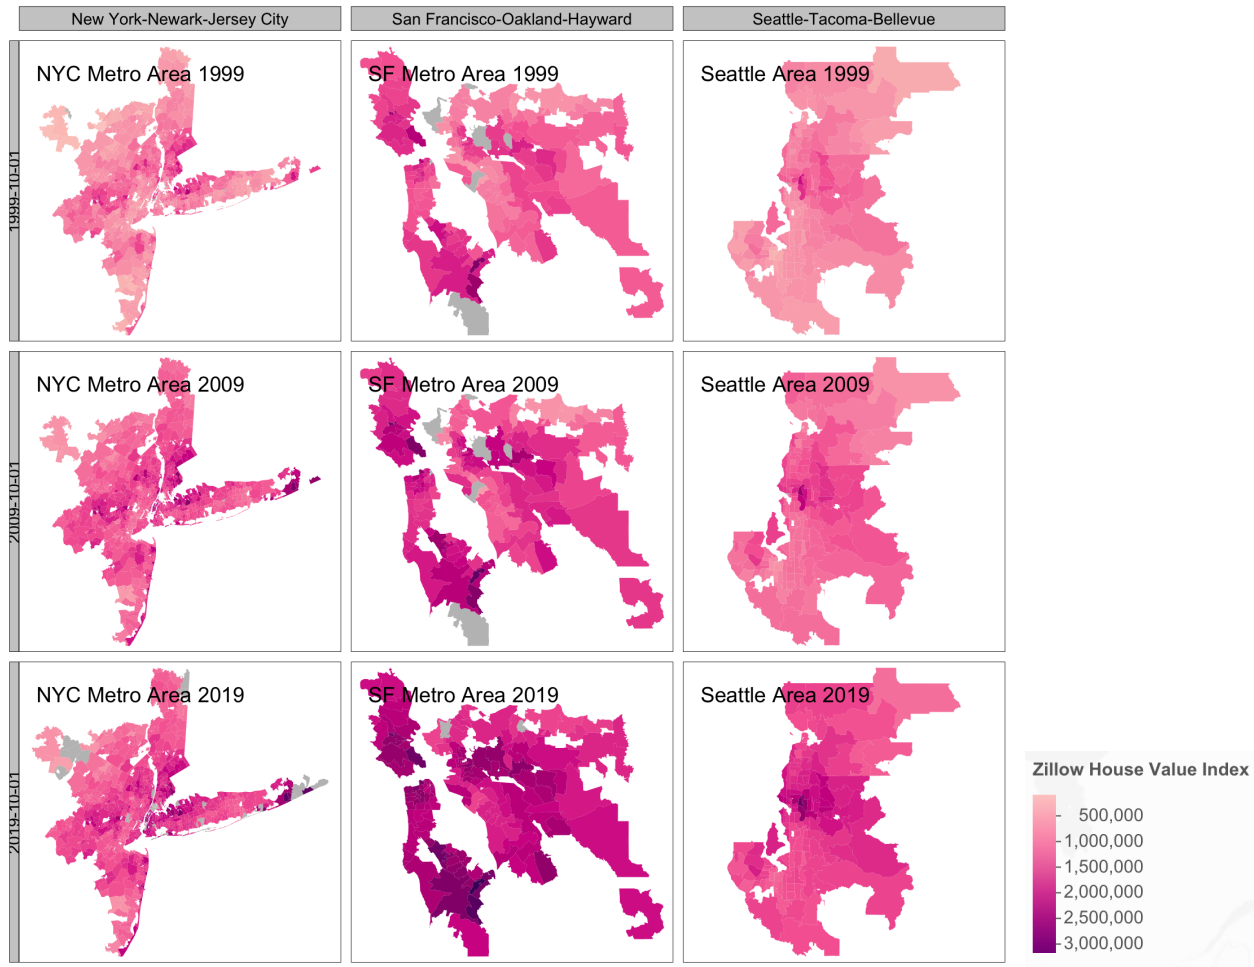 New York-Newark-Jersey City
San Francisco-Oakland-Hayward
Seattle-Tacoma-Bellevue
1999-10-01
NYC Metro Area 1999
SF Metro Area 1999
Seattle Area 1999
2009-10-01
NYC Metro Area 2009
SF Metro Area 2009
Seattle Area 2009
2019-10-01
NYC Metro Area 2019
SF Metro Area 2019
Seattle Area 2019
Zillow House Value Index
500,000
1,000,000
1,500,000
2,000,000
2,500,000
3,000,000